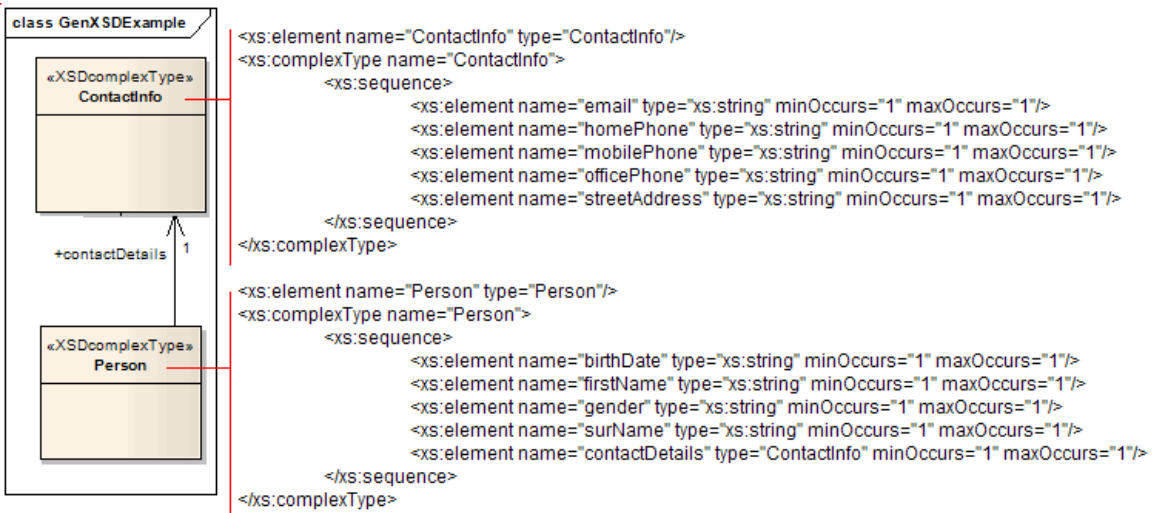 class GenXSDExample
«XSDcomplexType»
ContactInfo
+contactDetails
1
«XSDcomplexType»
Person
<xs:element name="ContactInfo" type="ContactInfo"/>
<xs:complexType name="ContactInfo">
<xs:sequence>
<xs:element name="email" type="xs:string" minOccurs="1" maxOccurs="1"/>
<xs:element name="homePhone" type="xs:string" minOccurs="1" maxOccurs="1"/>
<xs:element name="mobilePhone" type="xs:string" minOccurs="1" maxOccurs="1"/>
<xs:element name="officePhone" type="xs:string" minOccurs="1" maxOccurs="1"/>
<xs:element name="streetAddress" type="xs:string" minOccurs="1" maxOccurs="1"/>
</xs:sequence>
</xs:complexType>
<xs:element name="Person" type="Person"/>
<xs:complexType name="Person">
<xs:sequence>
<xs:element name="birthDate" type="xs:string" minOccurs="1" maxOccurs="1"/>
<xs:element name="firstName" type="xs:string" minOccurs="1" maxOccurs="1"/>
<xs:element name="gender" type="xs:string" minOccurs="1" maxOccurs="1"/>
<xs:element name="surName" type="xs:string" minOccurs="1" maxOccurs="1"/>
<xs:element name="contactDetails" type="ContactInfo" minOccurs="1" maxOccurs="1"/>
</xs:sequence>
</xs:complexType>